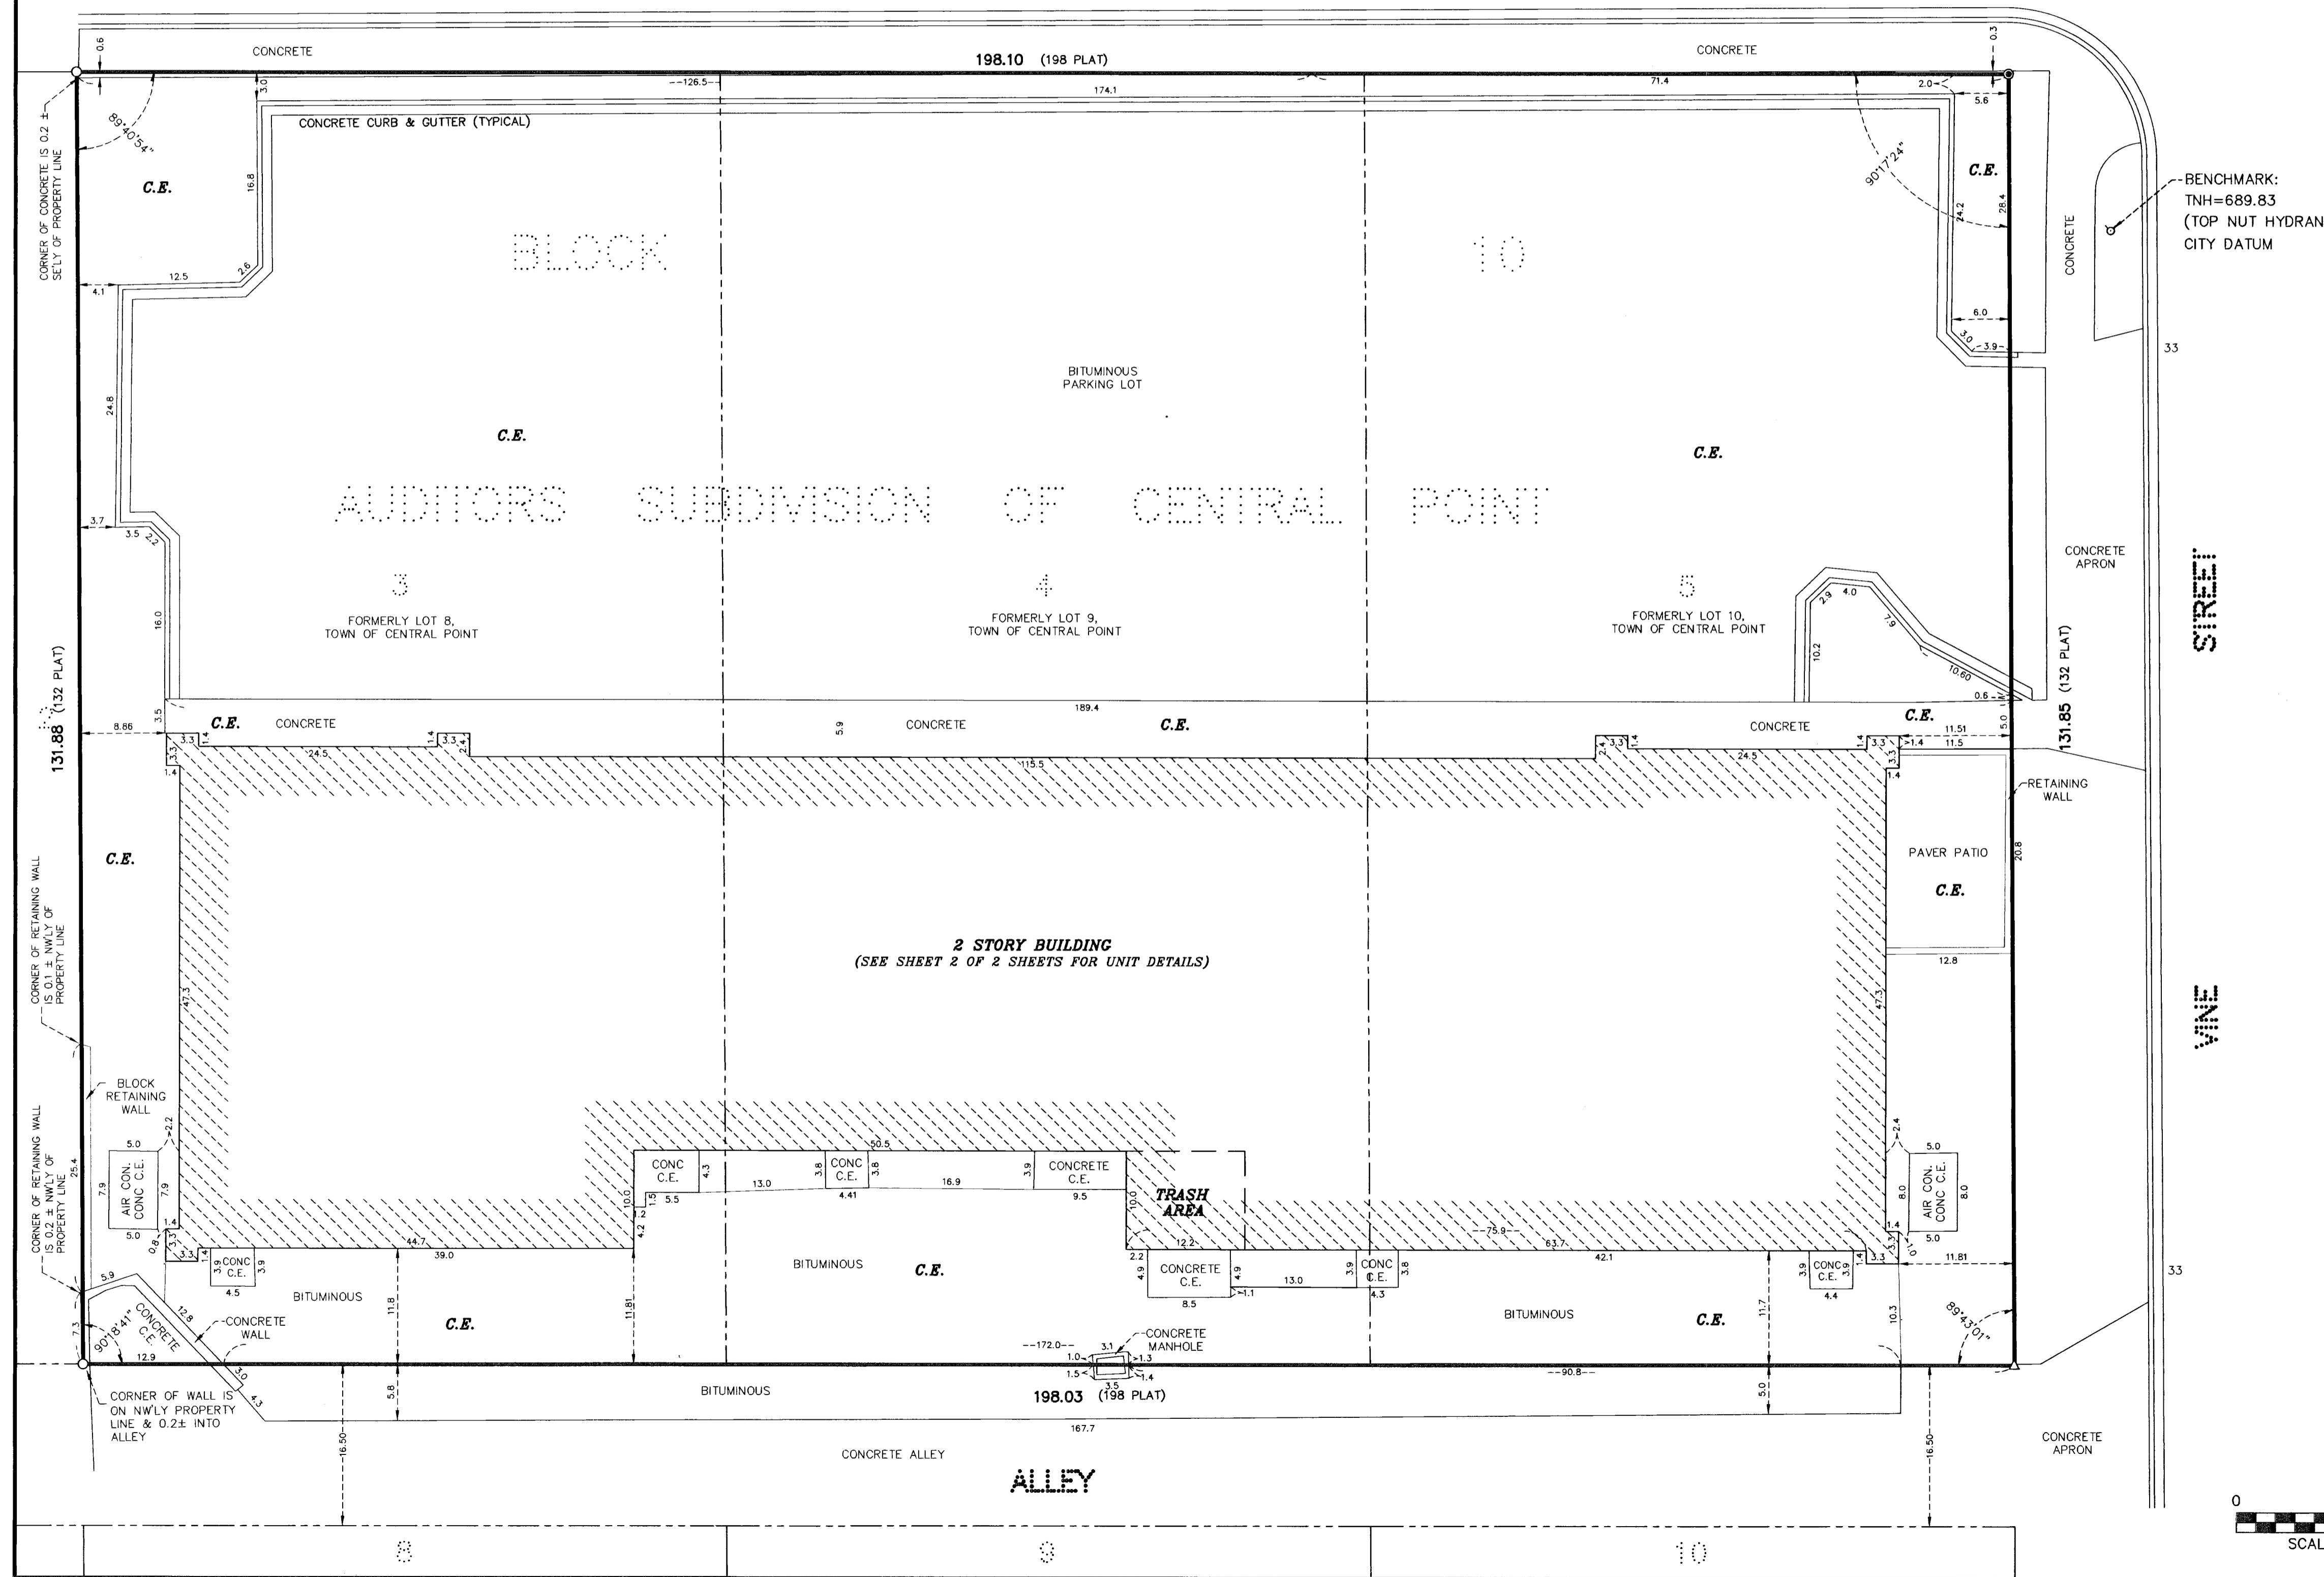 CONCRETE
198.10 (198 PLAT)
CONCRETE
0.6
0.3
3.0
--126.5--
174.1
71.4
2.0
5.6
CONCRETE CURB & GUTTER (TYPICAL)
89°40'54"
90°17'24"
CORNER OF CONCRETE IS 0.2 ±
SE'LY OF PROPERTY LINE
C.E.
16.8
C.E.
24.2
28.4
BENCHMARK:
TNH=689.83
(TOP NUT HYDRAN
CITY DATUM
CONCRETE
BLOCK 10
12.5
2.6
4.1
6.0
3.0
3.9
33
24.8
BITUMINOUS
PARKING LOT
C.E.
C.E.
AUDITORS SUBDIVISION OF CENTRAL POINT
3.7
3.5
2.2
CONCRETE
APRON
STREET
3
FORMERLY LOT 8,
TOWN OF CENTRAL POINT
4
FORMERLY LOT 9,
TOWN OF CENTRAL POINT
5
FORMERLY LOT 10,
TOWN OF CENTRAL POINT
16.0
2.9
4.0
7.9
10.2
10.60
0.6
131.88 (132 PLAT)
131.85 (132 PLAT)
189.4
3.5
8.86
C.E.
CONCRETE
5.9
CONCRETE
C.E.
CONCRETE
C.E.
5.0
11.51
11.5
3.3
1.4
1.4
3.3
2.4
3.3
1.4
24.5
115.5
2.4
3.3
1.4
24.5
1.4
3.3
1.4
3.3
1.4
RETAINING
WALL
PAVER PATIO
C.E.
20.8
12.8
C.E.
CORNER OF RETAINING WALL
IS 0.1 ± NW'LY OF
PROPERTY LINE
47.3
47.3
2 STORY BUILDING
(SEE SHEET 2 OF 2 SHEETS FOR UNIT DETAILS)
VINE
BLOCK
RETAINING
WALL
CORNER OF RETAINING WALL
IS 0.2 ± NW'LY OF
PROPERTY LINE
25.4
2.2
5.0
7.9
AIR CON.
CONC C.E.
7.9
5.0
0.8
1.4
3.3
3.3
1.4
44.7
39.0
3.9
CONC
C.E.
3.9
4.5
50.5
10.0
CONC
C.E.
4.3
1.5
5.5
1.2
4.2
13.0
3.8
CONC
C.E.
3.8
4.41
16.9
3.9
CONCRETE
C.E.
9.5
10.0
TRASH
AREA
--75.9--
12.2
63.7
42.1
2.2
4.9
CONCRETE
C.E.
4.9
8.5
1.1
13.0
3.9
CONC
C.E.
3.8
4.3
3.9
CONC
C.E.
3.9
4.4
1.4
3.3
3.3
1.4
1.0
2.4
5.0
8.0
AIR CON.
CONC C.E.
8.0
5.0
11.81
33
BITUMINOUS
C.E.
BITUMINOUS
C.E.
BITUMINOUS
C.E.
11.8
11.81
11.7
10.3
5.9
12.8
CONCRETE
C.E.
CONCRETE
WALL
7.3
90°18'41"
12.9
3.0
4.3
89°43'01"
--172.0--
3.1
CONCRETE
MANHOLE
1.0
1.3
1.5
1.4
3.5
--90.8--
CORNER OF WALL IS
ON NW'LY PROPERTY
LINE & 0.2± INTO
ALLEY
5.8
BITUMINOUS
198.03 (198 PLAT)
5.0
167.7
16.50
16.50
CONCRETE ALLEY
ALLEY
CONCRETE
APRON
8
9
10
0
SCAL